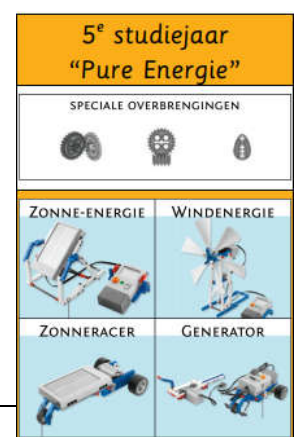 5e studiejaar
"Pure Energie"
SPECIALE OVERBRENGINGEN
ZONNE-ENERGIE
WINDENERGIE
ZONNERACER
GENERATOR